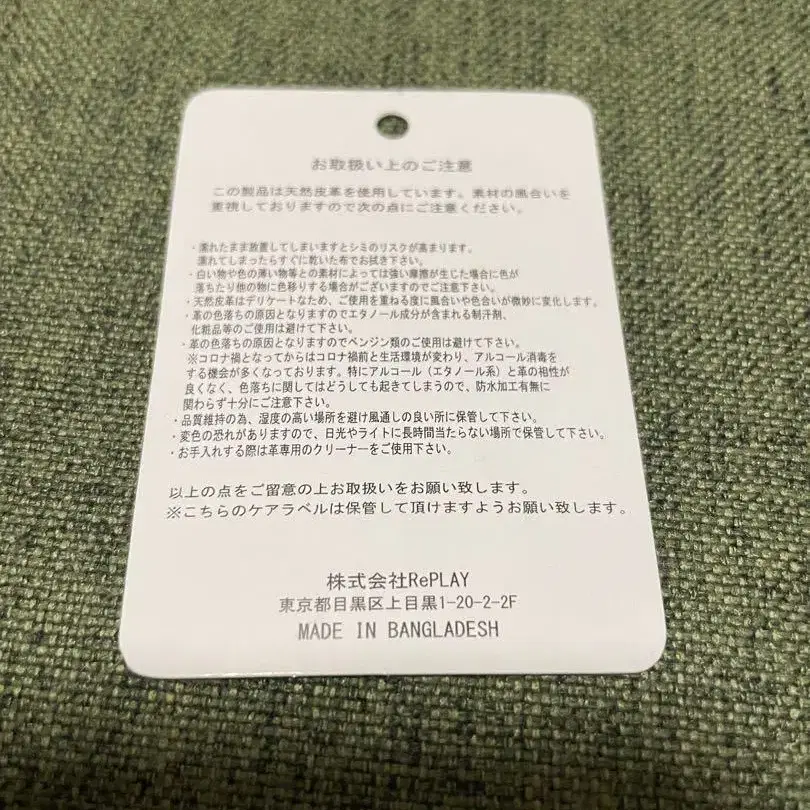 お取扱い上のご注意
この製品は天然皮革を使用しています。素材の風合いを
重視しておりますので次の点にご注意ください。
・濡れたまま放置してしまいますとシミのリスクが高まります。
濡れてしまったらすぐに乾いた布でお拭き下さい。
・白い物や色の薄い物等との素材によっては強い摩擦が生じた場合に色が
落ちたり他の物に色移りする場合がございますのでご注意下さい。
・天然皮革はデリケートなため、ご使用を重ねる度に風合いや色合いが微妙に変化します。
・革の色落ちの原因となりますのでエタノール成分が含まれる制汗剤、
化粧品等のご使用は避けて下さい。
・革の色落ちの原因となりますのでベンジン類のご使用は避けて下さい。
※コロナ禍となってからはコロナ禍前と生活環境が変わり、アルコール消毒を
する機会が多くなっております。特にアルコール（エタノール系）と革の相性が
良くなく、色落ちに関してはどうしても起きてしまうので、防水加工有無に
関わらず十分にご注意下さい。
・品質維持の為、湿度の高い場所を避け風通しの良い所に保管して下さい。
・変色の恐れがありますので、日光やライトに長時間当たらない場所で保管して下さい。
・お手入れする際は革専用のクリーナーをご使用下さい。
以上の点をご留意の上お取扱いをお願い致します。
※こちらのケアラベルは保管して頂けますようお願い致します。
株式会社RePLAY
東京都目黒区上目黒1-20-2-2F
MADE IN BANGLADESH